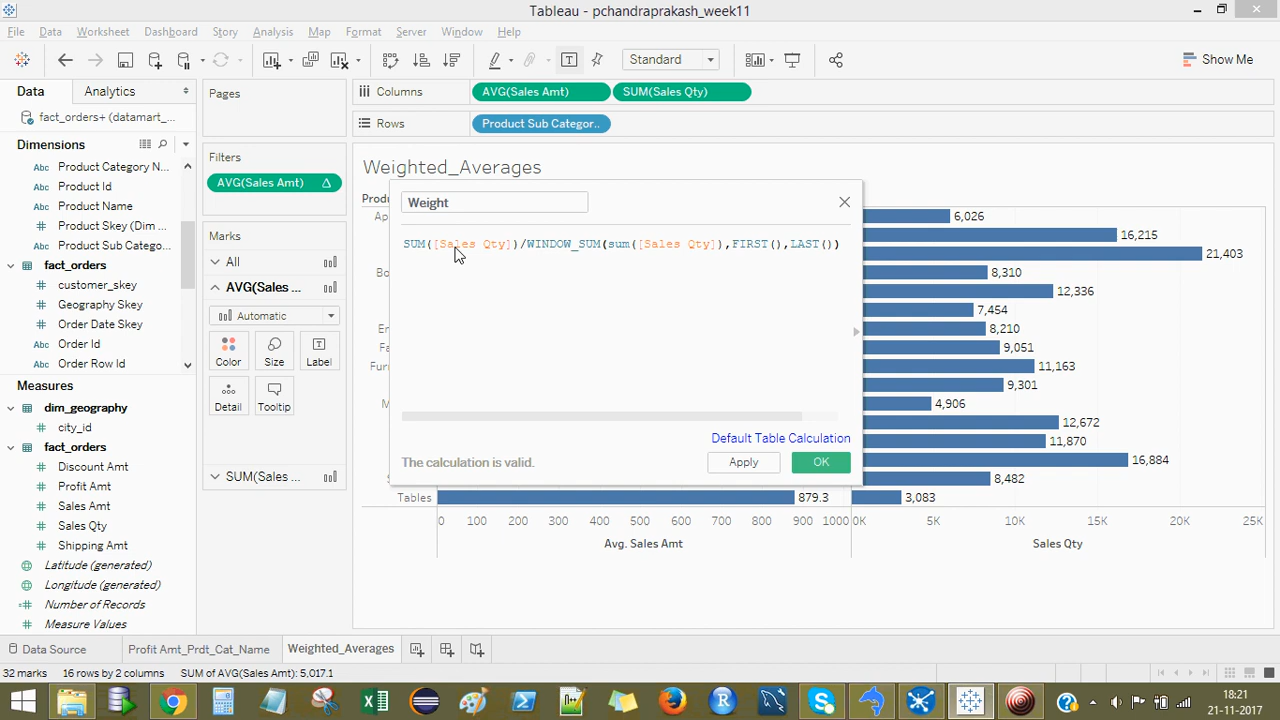 Tableau - pchandraprakash_week11
File Data Worksheet Dashboard Story Analysis Map Format Server Window Help
Standard
Show Me
Data Analytics
fact_orders+ (datamart_...
Dimensions
Product Category N...
Product Id
Product Name
Product Skey (Dim ...
Product Sub Catego...
fact_orders
customer_skey
Geography Skey
Order Date Skey
Order Id
Order Row Id
Measures
dim_geography
city_id
fact_orders
Discount Amt
Profit Amt
Sales Amt
Sales Qty
Shipping Amt
Latitude (generated)
Longitude (generated)
Number of Records
Measure Values
Pages
Filters
AVG(Sales Amt)
Marks
All
AVG(Sales ...
Automatic
Color Size Label
Detail Tooltip
SUM(Sales ...
Columns AVG(Sales Amt) SUM(Sales Qty)
Rows Product Sub Categor..
Weighted_Averages
Weight
SUM([Sales Qty])/WINDOW_SUM(sum([Sales Qty]),FIRST(),LAST())
Default Table Calculation
The calculation is valid. Apply OK
6,026
16,215
21,403
8,310
12,336
7,454
8,210
9,051
11,163
9,301
4,906
12,672
11,870
16,884
8,482
Tables 879.3 3,083
0 100 200 300 400 500 600 700 800 900 1000 0K 5K 10K 15K 20K 25K
Avg. Sales Amt Sales Qty
Data Source Profit Amt_Prdt_Cat_Name Weighted_Averages
32 marks 16 rows by 2 columns SUM of AVG(Sales Amt): 5,017.1
18:21
21-11-2017